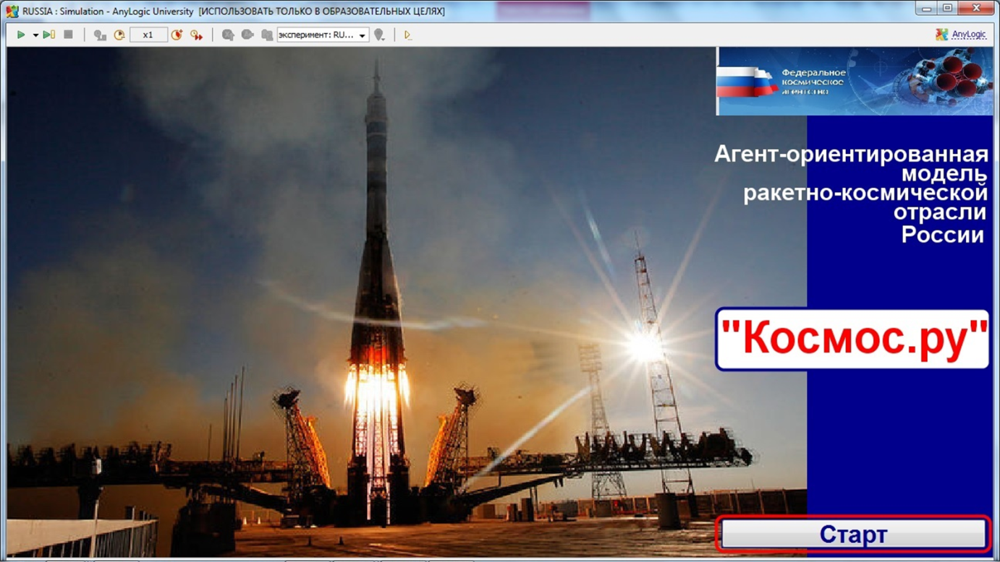 RUSSIA : Simulation - AnyLogic University [ИСПОЛЬЗОВАТЬ ТОЛЬКО В ОБРАЗОВАТЕЛЬНЫХ ЦЕЛЯХ]
x1
эксперимент: RU...
AnyLogic
Федеральное
космическое
агентство
Агент-ориентированная
модель
ракетно-космической
отрасли
России
"Космос.ру"
Старт